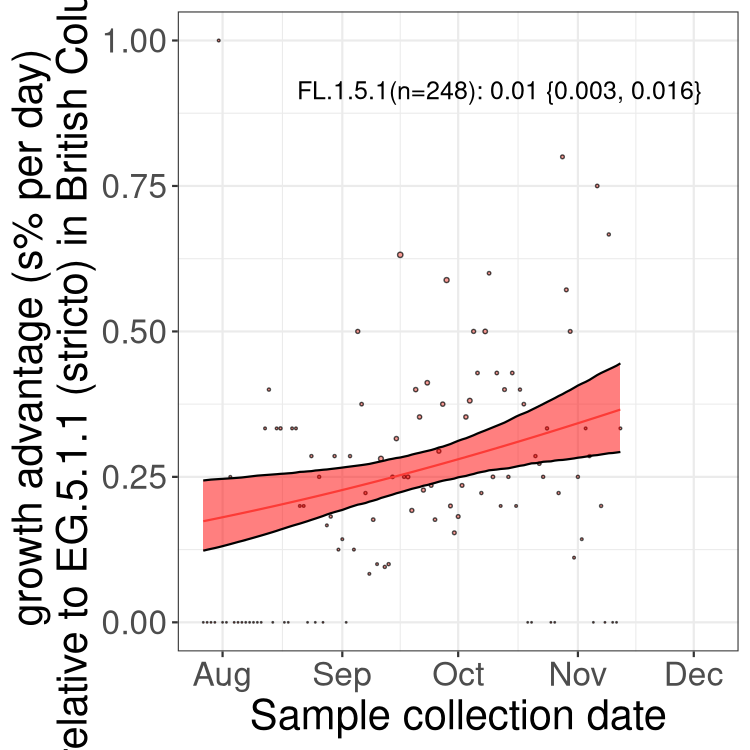 growth advantage (s% per day)
relative to EG.5.1.1 (stricto) in British
1.00
0.75
0.50
0.25
0.00
FL.1.5.1(n=248): 0.01 {0.003, 0.016}
Aug Sep Oct Nov Dec
Sample collection date